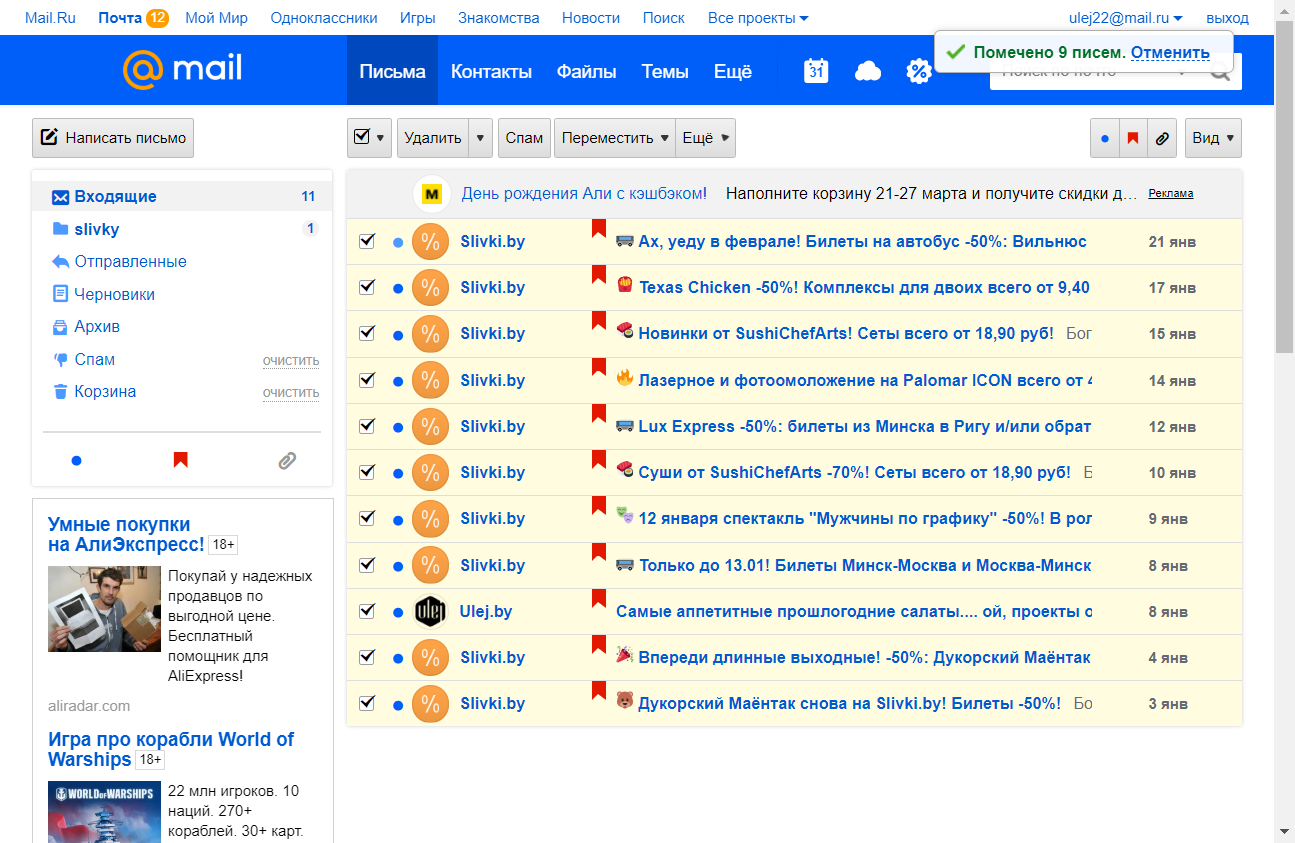 Mail.Ru Почта 12 Мой Мир Одноклассники Игры Знакомства Новости Поиск Все проекты ulej22@mail.ru выход
Помечено 9 писем. Отменить
@mail Письма Контакты Файлы Темы Ещё 31 %
Написать письмо Удалить Спам Переместить Ещё Вид
Входящие 11
slivky 1
Отправленные
Черновики
Архив
Спам очистить
Корзина очистить
М День рождения Али с кэшбэком! Наполните корзину 21-27 марта и получите скидки д… Реклама
% Slivki.by Ах, уеду в феврале! Билеты на автобус -50%: Вильнюс 21 янв
% Slivki.by Texas Chicken -50%! Комплексы для двоих всего от 9,40 17 янв
% Slivki.by Новинки от SushiChefArts! Сеты всего от 18,90 руб! Бог 15 янв
% Slivki.by Лазерное и фотоомоложение на Palomar ICON всего от 4 14 янв
% Slivki.by Lux Express -50%: билеты из Минска в Ригу и/или обрат 12 янв
% Slivki.by Суши от SushiChefArts -70%! Сеты всего от 18,90 руб! Б 10 янв
% Slivki.by 12 января спектакль "Мужчины по графику" -50%! В рол 9 янв
% Slivki.by Только до 13.01! Билеты Минск-Москва и Москва-Минск 8 янв
ulej Ulej.by Самые аппетитные прошлогодние салаты.... ой, проекты о 8 янв
% Slivki.by Впереди длинные выходные! -50%: Дукорский Маёнтак 4 янв
% Slivki.by Дукорский Маёнтак снова на Slivki.by! Билеты -50%! Бо 3 янв
Умные покупки
на АлиЭкспресс! 18+
Покупай у надежных
продавцов по
выгодной цене.
Бесплатный
помощник для
AliExpress!
aliradar.com
Игра про корабли World of
Warships 18+
WORLD OF WARSHIPS
22 млн игроков. 10
наций. 270+
кораблей. 30+ карт.